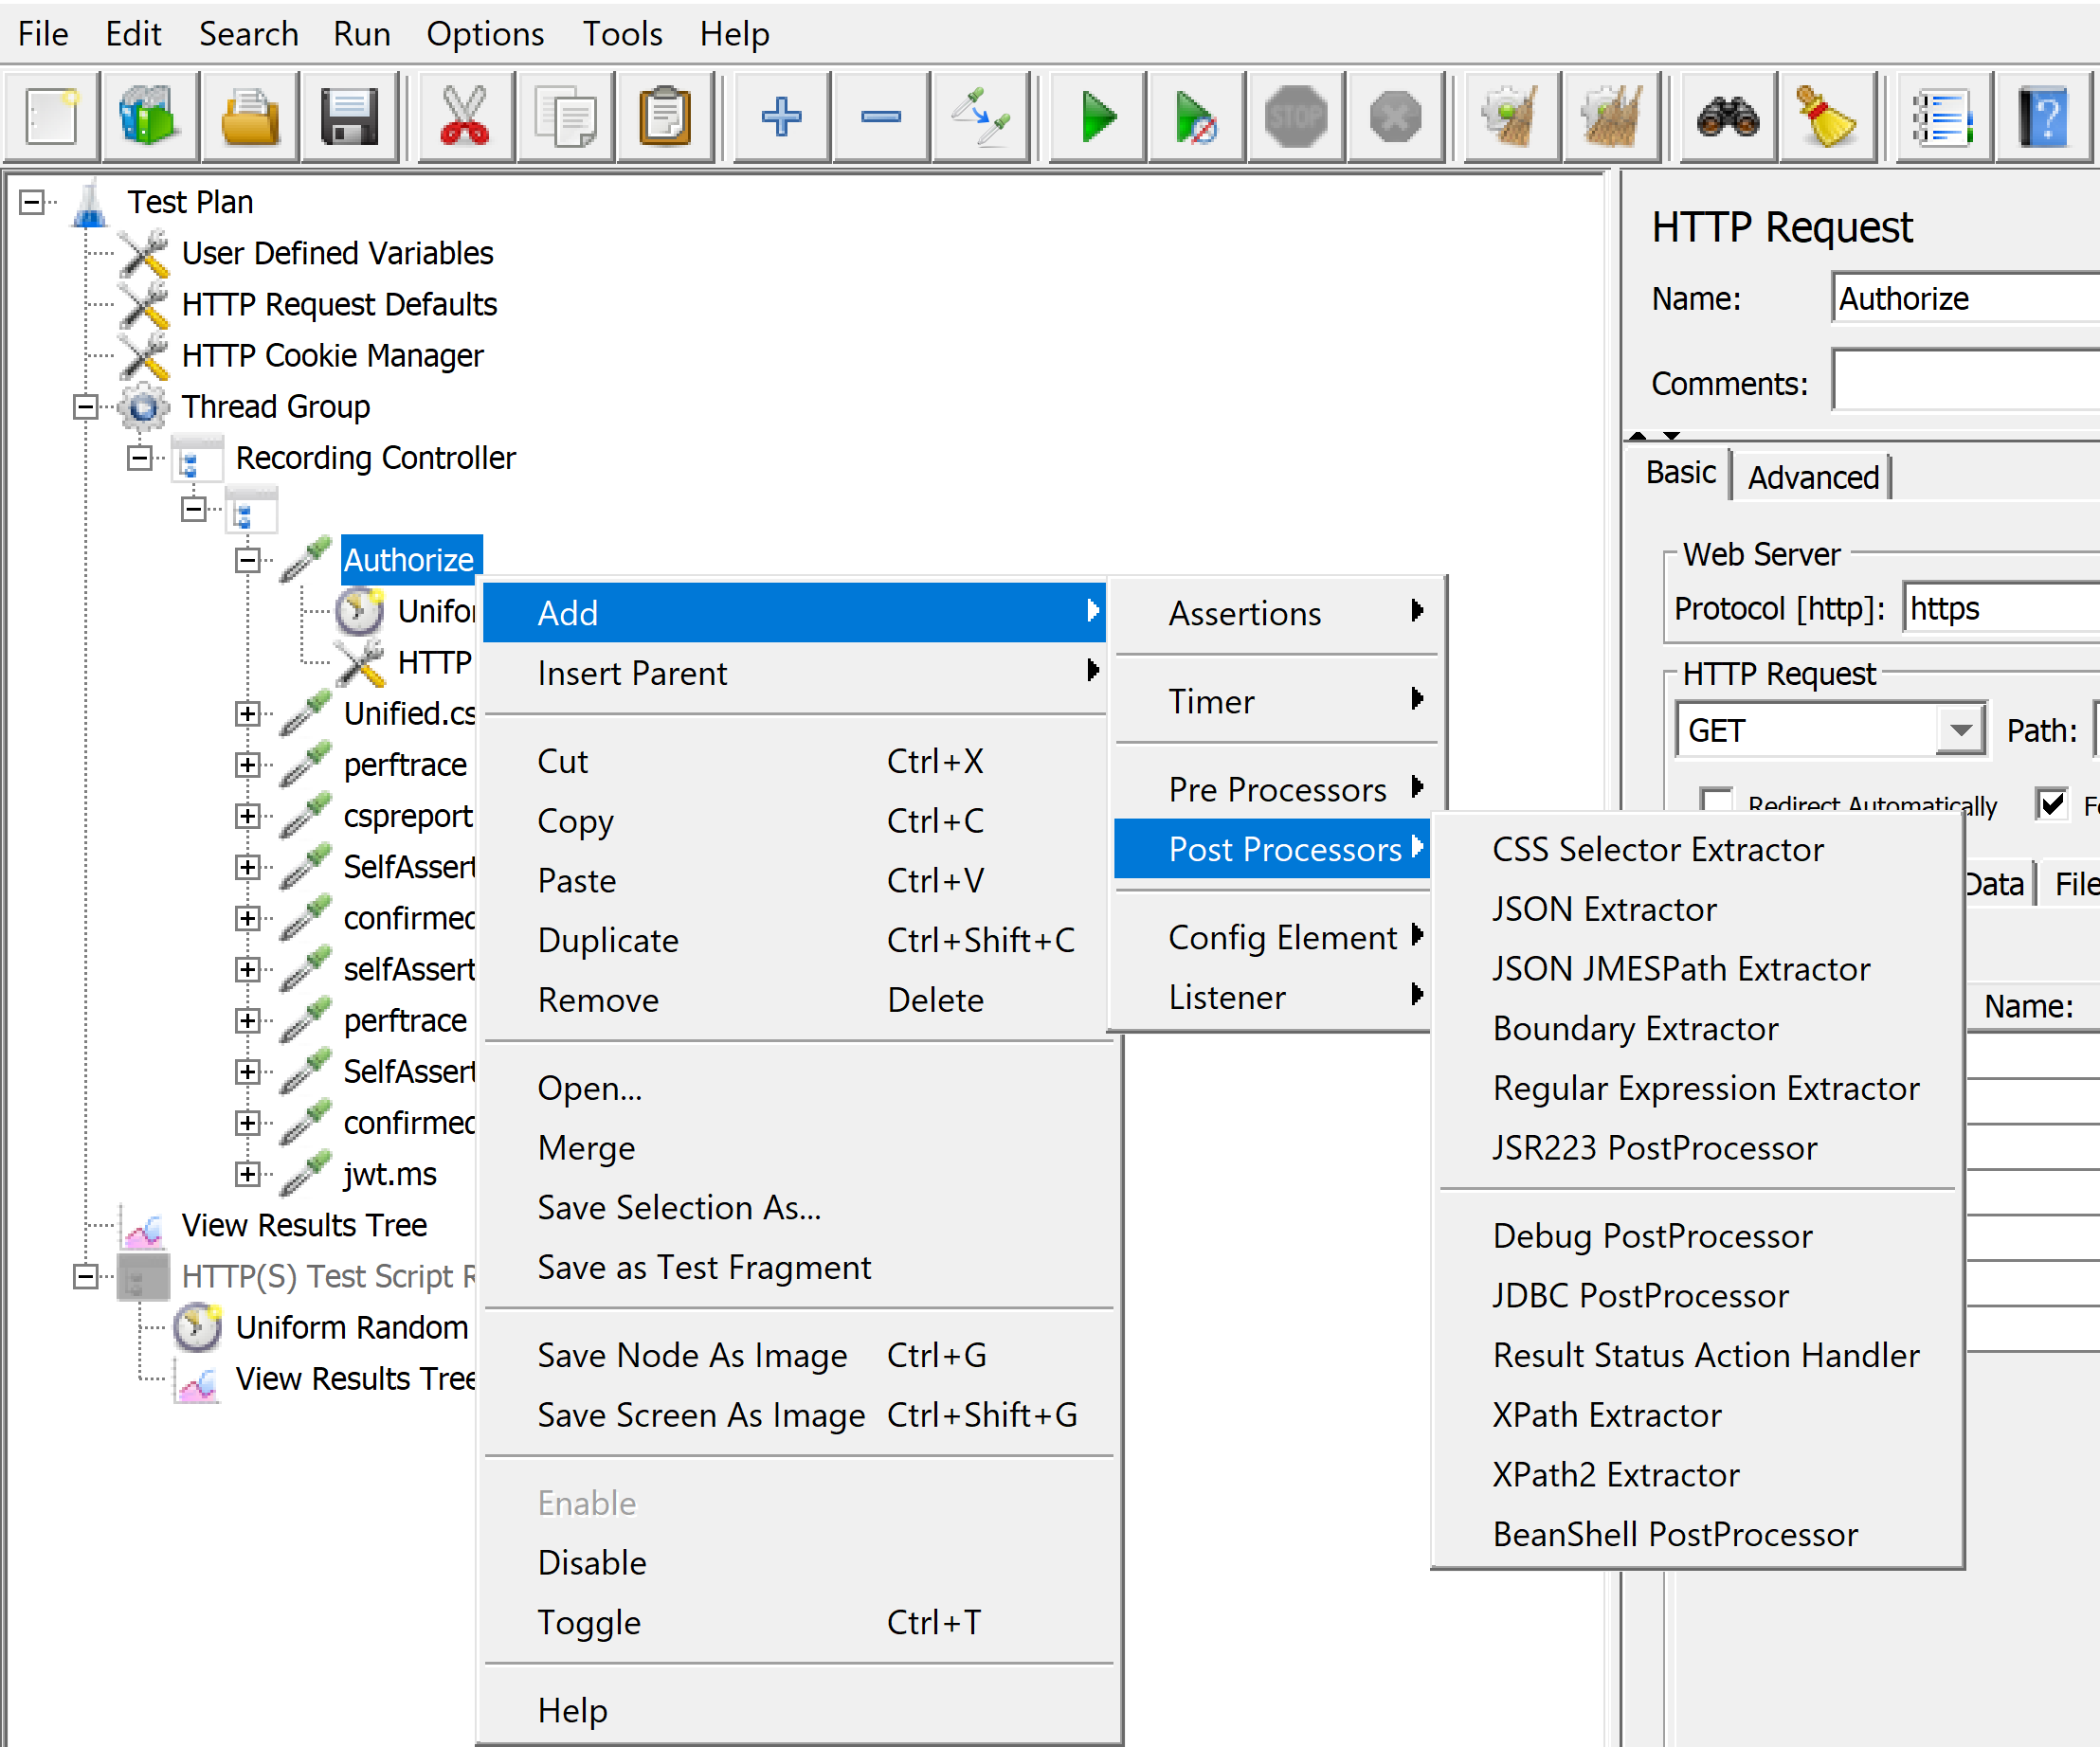 File Edit Search Run Options Tools Help
STOP
Test Plan
User Defined Variables
HTTP Request Defaults
HTTP Cookie Manager
Thread Group
Recording Controller
Authorize
HTTP
Unified.cs
perftrace
cspreport
SelfAssert
confirmed
selfAssert
perftrace
SelfAssert
confirmed
jwt.ms
View Results Tree
HTTP(S) Test Script
Uniform Random
View Results Tree
Add
Insert Parent
Cut Ctrl+X
Copy Ctrl+C
Paste Ctrl+V
Duplicate Ctrl+Shift+C
Remove Delete
Open...
Merge
Save Selection As...
Save as Test Fragment
Save Node As Image Ctrl+G
Save Screen As Image Ctrl+Shift+G
Enable
Disable
Toggle Ctrl+T
Help
Assertions
Timer
Pre Processors
Post Processors
Config Element
Listener
CSS Selector Extractor
JSON Extractor
JSON JMESPath Extractor
Boundary Extractor
Regular Expression Extractor
JSR223 PostProcessor
Debug PostProcessor
JDBC PostProcessor
Result Status Action Handler
XPath Extractor
XPath2 Extractor
BeanShell PostProcessor
HTTP Request
Name: Authorize
Comments:
Basic Advanced
Web Server
Protocol [http]: https
HTTP Request
GET Path:
Redirect Automatically
Data File
Name: